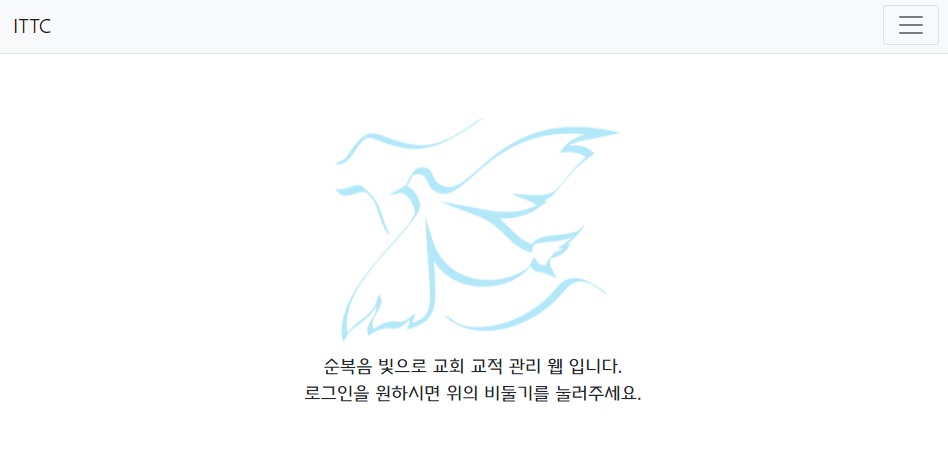 ITTC
순복음 빛으로 교회 교적 관리 웹 입니다.
로그인을 원하시면 위의 비둘기를 눌러주세요.